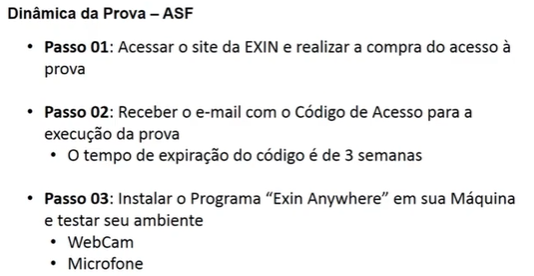 Dinâmica da Prova – ASF
• Passo 01: Acessar o site da EXIN e realizar a compra do acesso à
prova
• Passo 02: Receber o e-mail com o Código de Acesso para a
execução da prova
• O tempo de expiração do código é de 3 semanas
• Passo 03: Instalar o Programa “Exin Anywhere” em sua Máquina
e testar seu ambiente
• WebCam
• Microfone